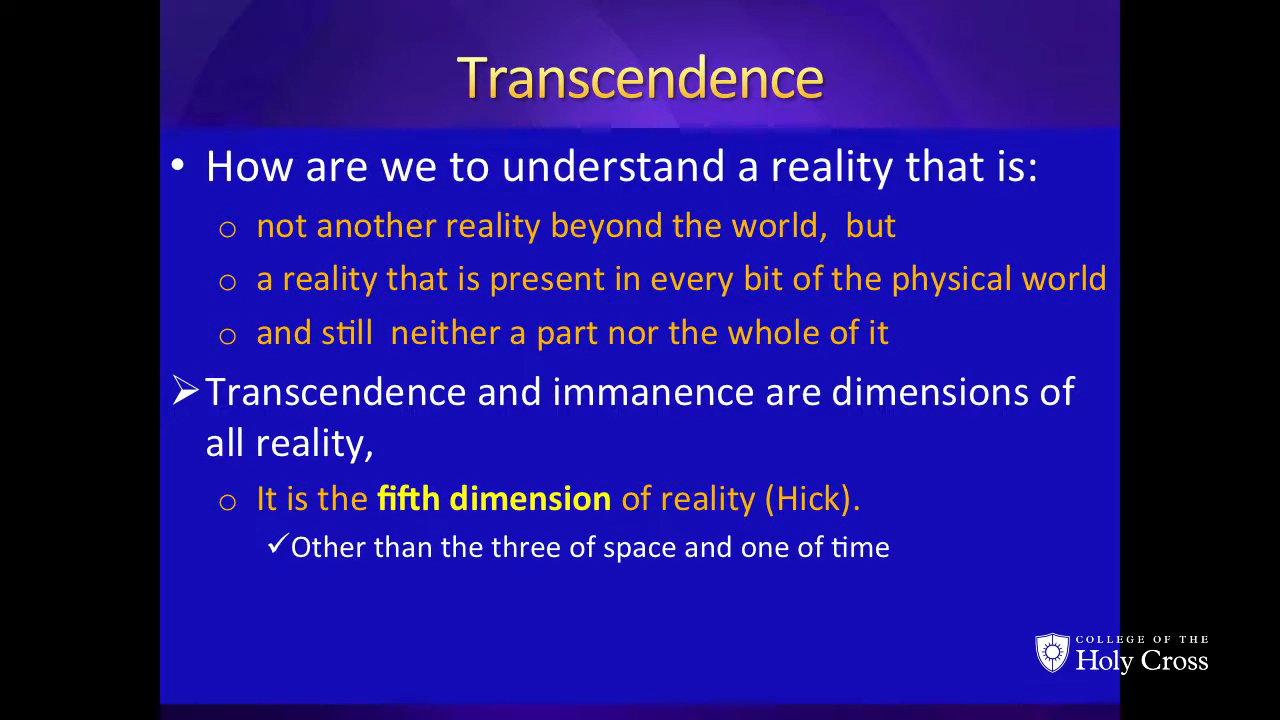 Transcendence
• How are we to understand a reality that is:
o not another reality beyond the world, but
o a reality that is present in every bit of the physical world
o and still neither a part nor the whole of it
➢ Transcendence and immanence are dimensions of
all reality,
o It is the fifth dimension of reality (Hick).
✓ Other than the three of space and one of time
COLLEGE OF THE
Holy Cross